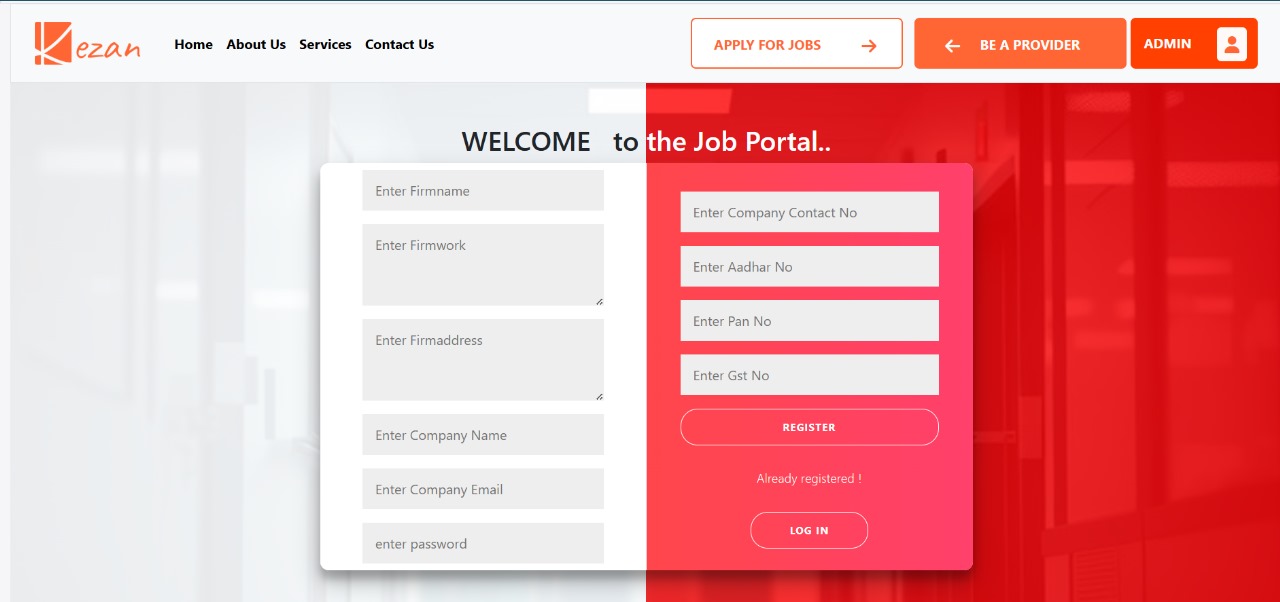 Kezan
Home About Us Services Contact Us
APPLY FOR JOBS
BE A PROVIDER
ADMIN
WELCOME to the Job Portal..
Enter Firmname
Enter Firmwork
Enter Firmaddress
Enter Company Name
Enter Company Email
enter password
Enter Company Contact No
Enter Aadhar No
Enter Pan No
Enter Gst No
REGISTER
Already registered !
LOG IN